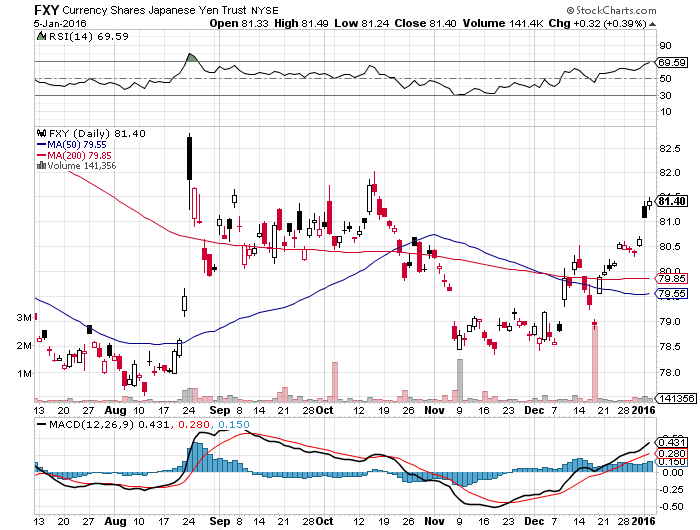 FXY Currency Shares Japanese Yen Trust NYSE © StockCharts.com
5-Jan-2016 Open 81.33 High 81.49 Low 81.24 Close 81.40 Volume 141.4K Chg +0.32 (+0.39%)
RSI(14) 69.59
90
69.59
50
30
10
FXY (Daily) 81.40
MA(50) 79.55
MA(200) 79.85
Volume 141,356
82.5
82.0
81.5
81.40
81.0
80.5
80.0
79.85
79.55
3M 79.0
2M 78.5
1M 78.0
141356
13 20 27 Aug 10 17 24 Sep 8 14 21 28 Oct 12 19 26 Nov 9 16 23 Dec 7 14 21 28 2016
MACD(12,26,9) 0.431, 0.280, 0.150
0.50
0.431
0.280
0.150
0.00
-0.25
-0.50
13 20 27 Aug 10 17 24 Sep 8 14 21 28 Oct 12 19 26 Nov 9 16 23 Dec 7 14 21 28 2016